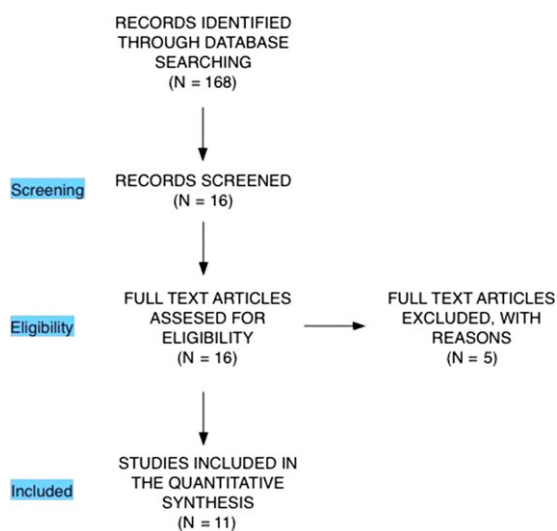 RECORDS IDENTIFIED
THROUGH DATABASE
SEARCHING
(N = 168)
Screening
RECORDS SCREENED
(N = 16)
Eligibility
FULL TEXT ARTICLES
ASSESED FOR
ELIGIBILITY
(N = 16)
FULL TEXT ARTICLES
EXCLUDED, WITH
REASONS
(N = 5)
Included
STUDIES INCLUDED IN
THE QUANTITATIVE
SYNTHESIS
(N = 11)